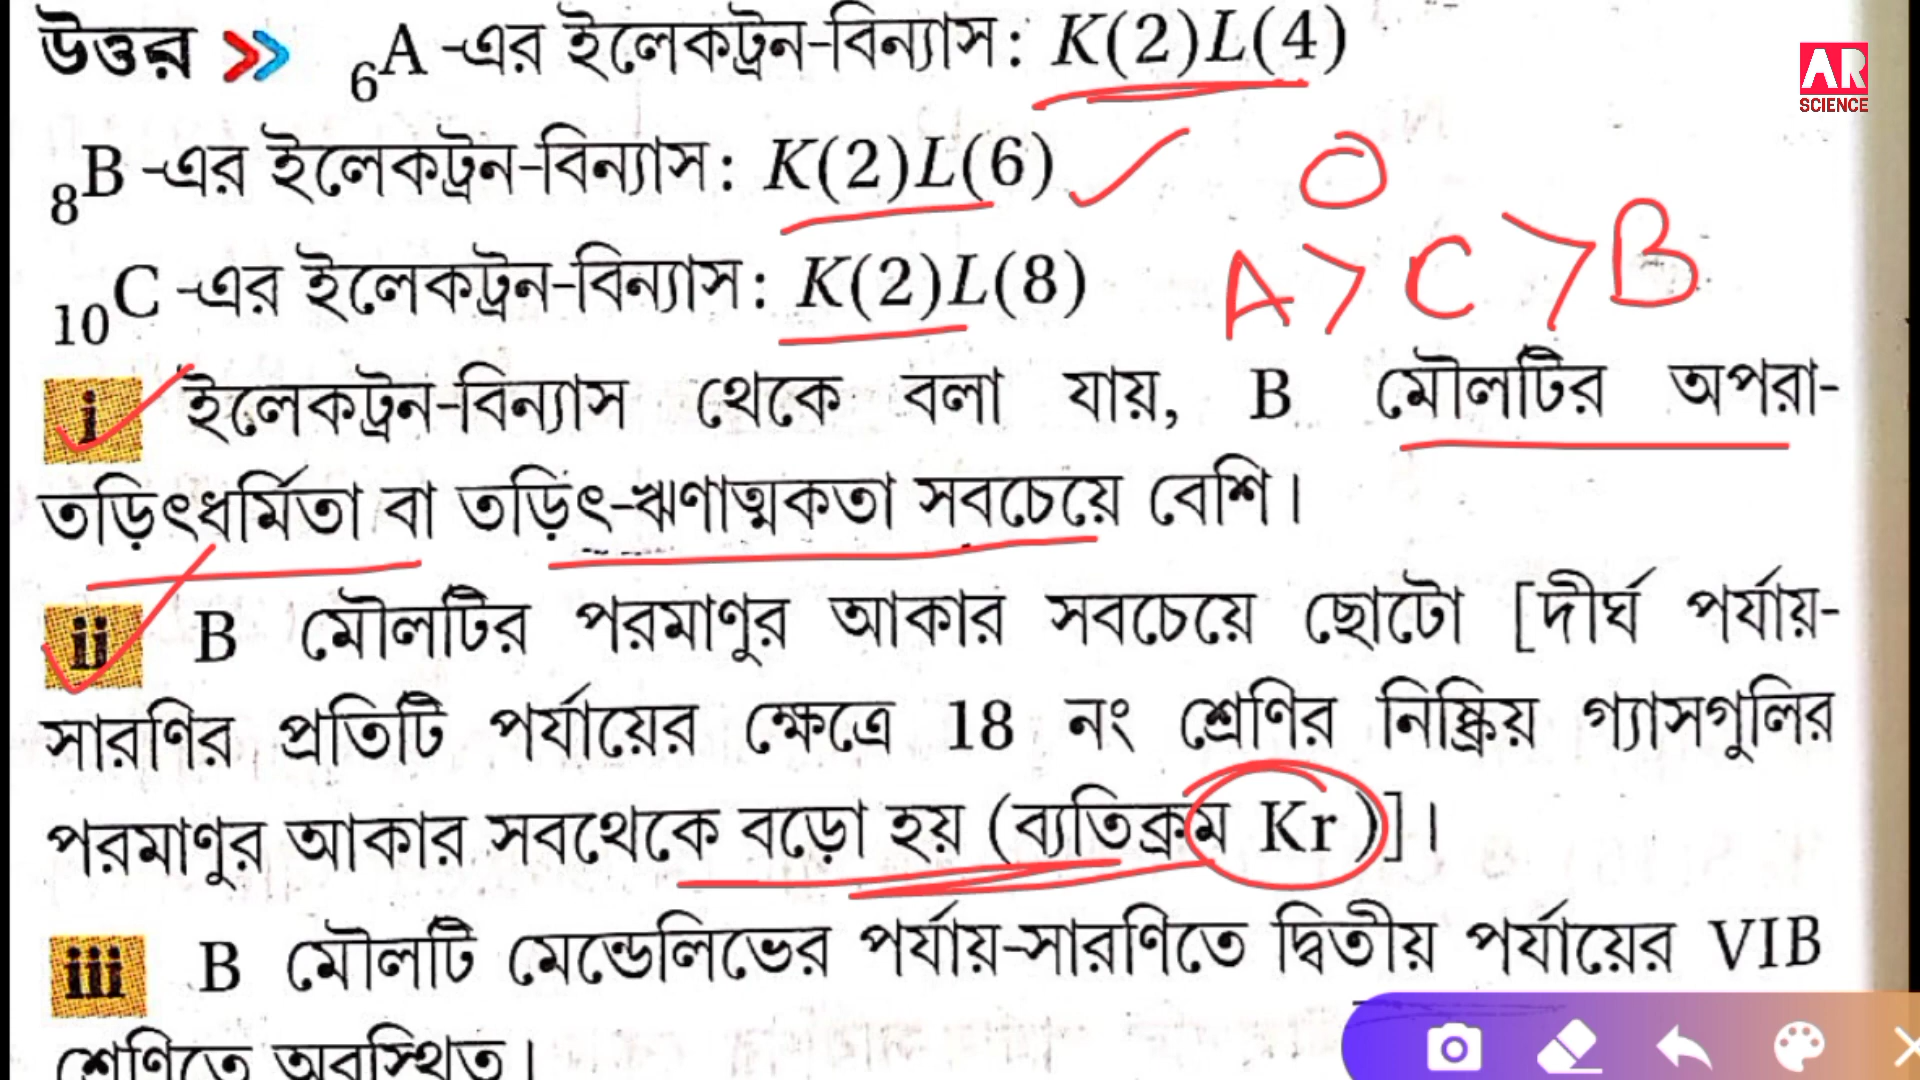 উত্তর >> ₆A -এর ইলেকট্রন-বিন্যাস: K(2)L(4)
AR
SCIENCE
₈B -এর ইলেকট্রন-বিন্যাস: K(2)L(6)
O
₁₀C -এর ইলেকট্রন-বিন্যাস: K(2)L(8)
A > C > B
i ইলেকট্রন-বিন্যাস থেকে বলা যায়, B মৌলটির অপরা-
তড়িৎধর্মিতা বা তড়িৎ-ঋণাত্মকতা সবচেয়ে বেশি।
ii B মৌলটির পরমাণুর আকার সবচেয়ে ছোটো [দীর্ঘ পর্যায়-
সারণির প্রতিটি পর্যায়ের ক্ষেত্রে 18 নং শ্রেণির নিষ্ক্রিয় গ্যাসগুলির
পরমাণুর আকার সবথেকে বড়ো হয় (ব্যতিক্রম Kr )]।
iii B মৌলটি মেন্ডেলিভের পর্যায়-সারণিতে দ্বিতীয় পর্যায়ের VIB
শ্রেণিতে অবস্থিত।